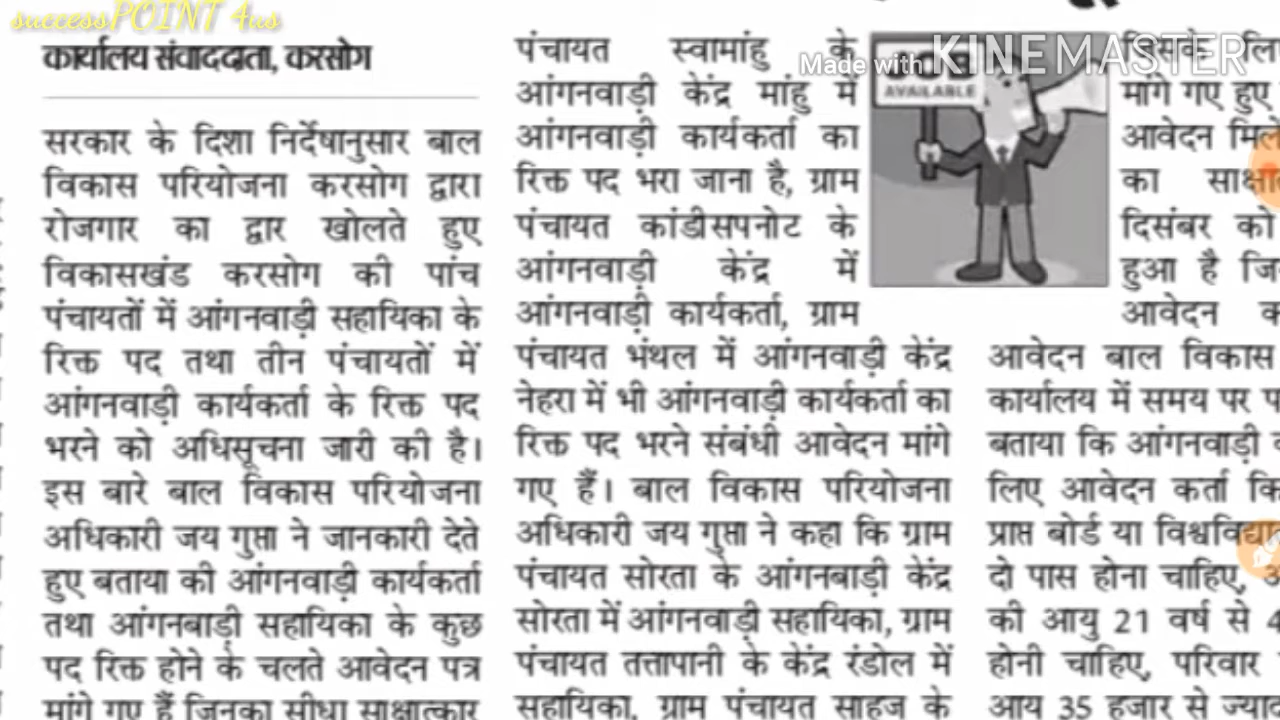 successPOINT 4us
Made with KINEMASTER
कार्यालय संवाददाता, करसोग
सरकार के दिशा निर्देषानुसार बाल
विकास परियोजना करसोग द्वारा
रोजगार का द्वार खोलते हुए
विकासखंड करसोग की पांच
पंचायतों में आंगनवाड़ी सहायिका के
रिक्त पद तथा तीन पंचायतों में
आंगनवाड़ी कार्यकर्ता के रिक्त पद
भरने को अधिसूचना जारी की है।
इस बारे बाल विकास परियोजना
अधिकारी जय गुप्ता ने जानकारी देते
हुए बताया की आंगनवाड़ी कार्यकर्ता
तथा आंगनबाड़ी सहायिका के कुछ
पद रिक्त होने के चलते आवेदन पत्र
मांगे गए हैं जिनका सीधा साक्षात्कार
पंचायत स्वामांहु के
आंगनवाड़ी केंद्र मांहु में
आंगनवाड़ी कार्यकर्ता का
रिक्त पद भरा जाना है, ग्राम
पंचायत कांडीसपनोट के
आंगनवाड़ी केंद्र में
आंगनवाड़ी कार्यकर्ता, ग्राम
पंचायत भंथल में आंगनवाड़ी केंद्र
नेहरा में भी आंगनवाड़ी कार्यकर्ता का
रिक्त पद भरने संबंधी आवेदन मांगे
गए हैं। बाल विकास परियोजना
अधिकारी जय गुप्ता ने कहा कि ग्राम
पंचायत सोरता के आंगनबाड़ी केंद्र
सोरता में आंगनवाड़ी सहायिका, ग्राम
पंचायत तत्तापानी के केंद्र रंडोल में
सहायिका, ग्राम पंचायत साहज के
AVAILABLE
मांगे गए हुए
आवेदन
का
दिसंबर को
हुआ है
आवेदन
आवेदन बाल विकास
कार्यालय में समय पर
बताया कि आंगनवाड़ी
लिए आवेदन कर्ता
प्राप्त बोर्ड या
दो पास होना चाहिए,
की आयु 21 वर्ष से
होनी चाहिए, परिवार
आय 35 हजार से